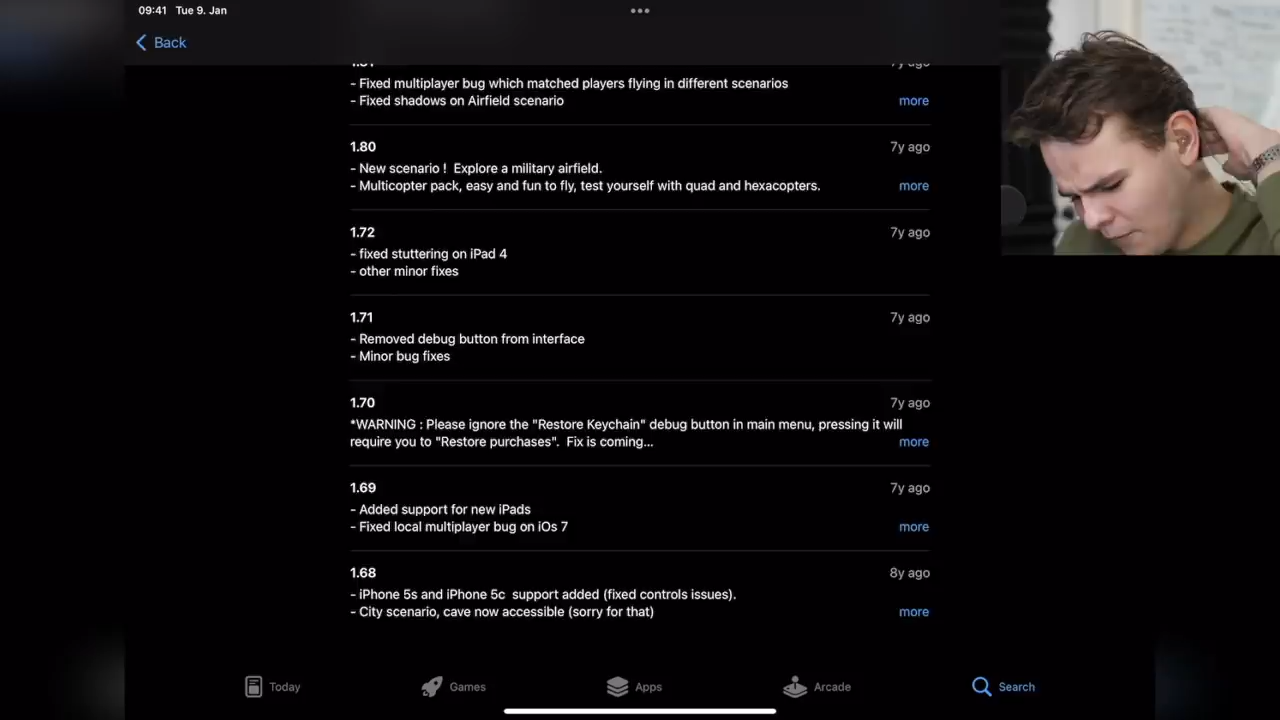 09:41 Tue 9. Jan
Back
1.81 7y ago
- Fixed multiplayer bug which matched players flying in different scenarios
- Fixed shadows on Airfield scenario more
1.80 7y ago
- New scenario ! Explore a military airfield.
- Multicopter pack, easy and fun to fly, test yourself with quad and hexacopters. more
1.72 7y ago
- fixed stuttering on iPad 4
- other minor fixes
1.71 7y ago
- Removed debug button from interface
- Minor bug fixes
1.70 7y ago
*WARNING : Please ignore the "Restore Keychain" debug button in main menu, pressing it will
require you to "Restore purchases". Fix is coming... more
1.69 7y ago
- Added support for new iPads
- Fixed local multiplayer bug on iOs 7 more
1.68 8y ago
- iPhone 5s and iPhone 5c support added (fixed controls issues).
- City scenario, cave now accessible (sorry for that) more
Today Games Apps Arcade Search